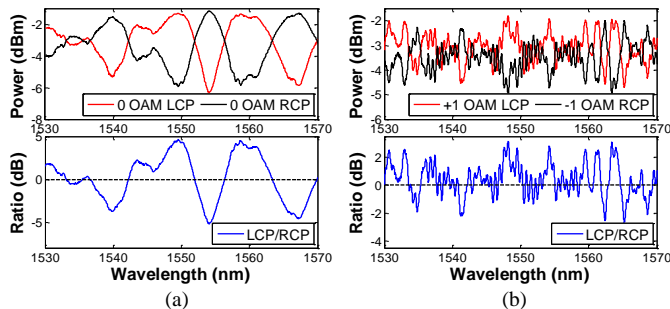 0
-2
-4
-6
-8
Power (dBm)
0 OAM LCP 0 OAM RCP
1530 1540 1550 1560 1570
5
0
-5
Ratio (dB)
LCP/RCP
1530 1540 1550 1560 1570
Wavelength (nm)
(a)
-1
-2
-3
-4
-5
-6
Power (dBm)
+1 OAM LCP -1 OAM RCP
1530 1540 1550 1560 1570
2
0
-2
-4
Ratio (dB)
LCP/RCP
1530 1540 1550 1560 1570
Wavelength (nm)
(b)